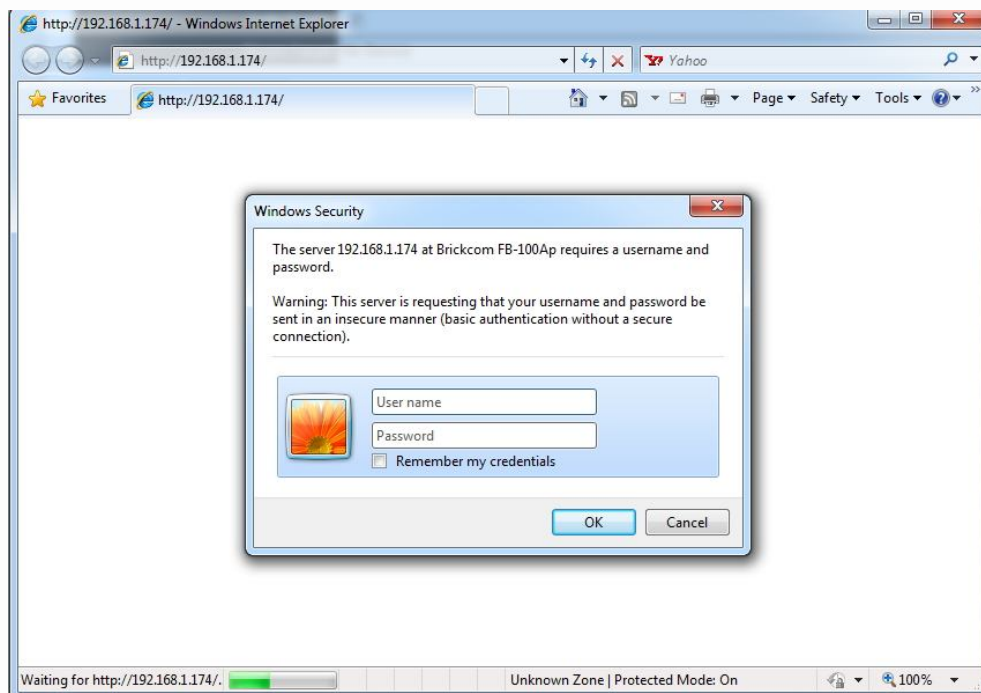 http://192.168.1.174/ - Windows Internet Explorer
http://192.168.1.174/
Yahoo
Favorites
http://192.168.1.174/
Page
Safety
Tools
Windows Security
The server 192.168.1.174 at Brickcom FB-100Ap requires a username and
password.
Warning: This server is requesting that your username and password be
sent in an insecure manner (basic authentication without a secure
connection).
User name
Password
Remember my credentials
OK
Cancel
Waiting for http://192.168.1.174/.
Unknown Zone | Protected Mode: On
100%